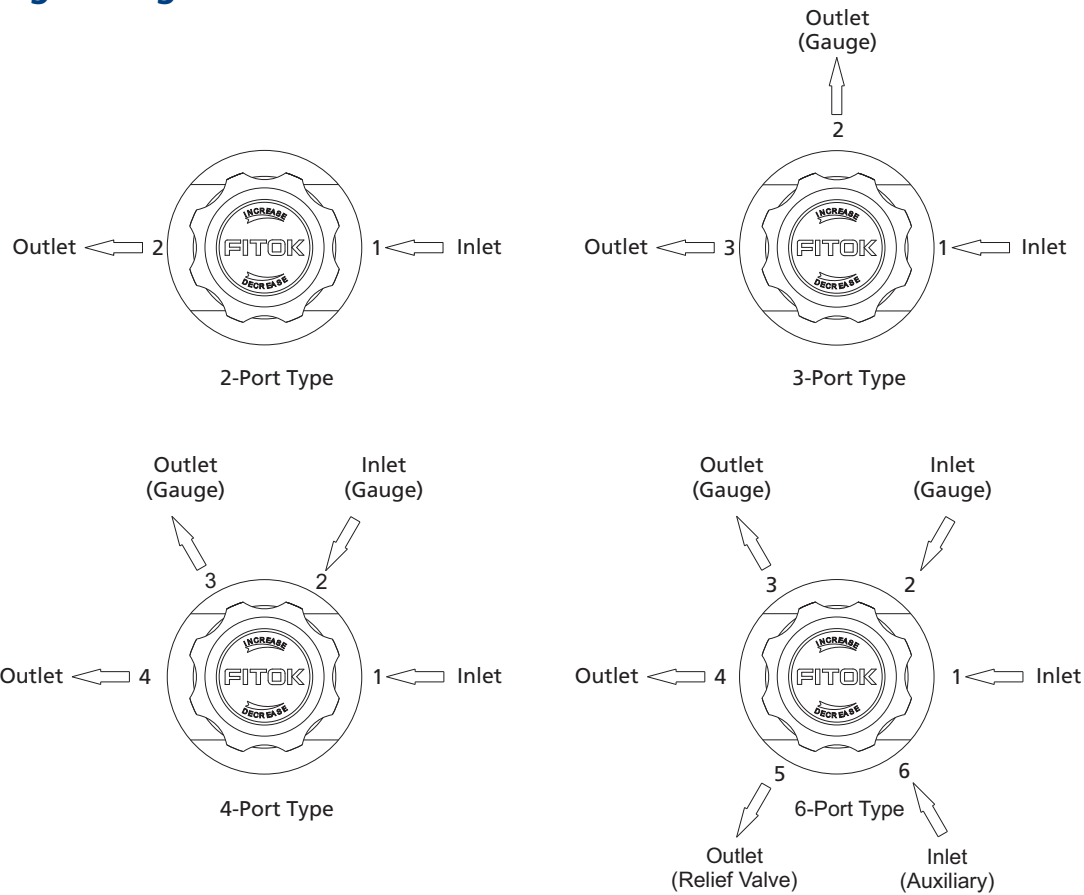 Outlet
(Gauge)
2
INCREASE
FITOK
DECREASE
Outlet
2
1
Inlet
2-Port Type
INCREASE
FITOK
DECREASE
Outlet
3
1
Inlet
3-Port Type
Outlet
(Gauge)
Inlet
(Gauge)
3
2
INCREASE
FITOK
DECREASE
Outlet
4
1
Inlet
4-Port Type
Outlet
(Gauge)
Inlet
(Gauge)
3
2
INCREASE
FITOK
DECREASE
Outlet
4
1
Inlet
5
6
6-Port Type
Outlet
(Relief Valve)
Inlet
(Auxiliary)